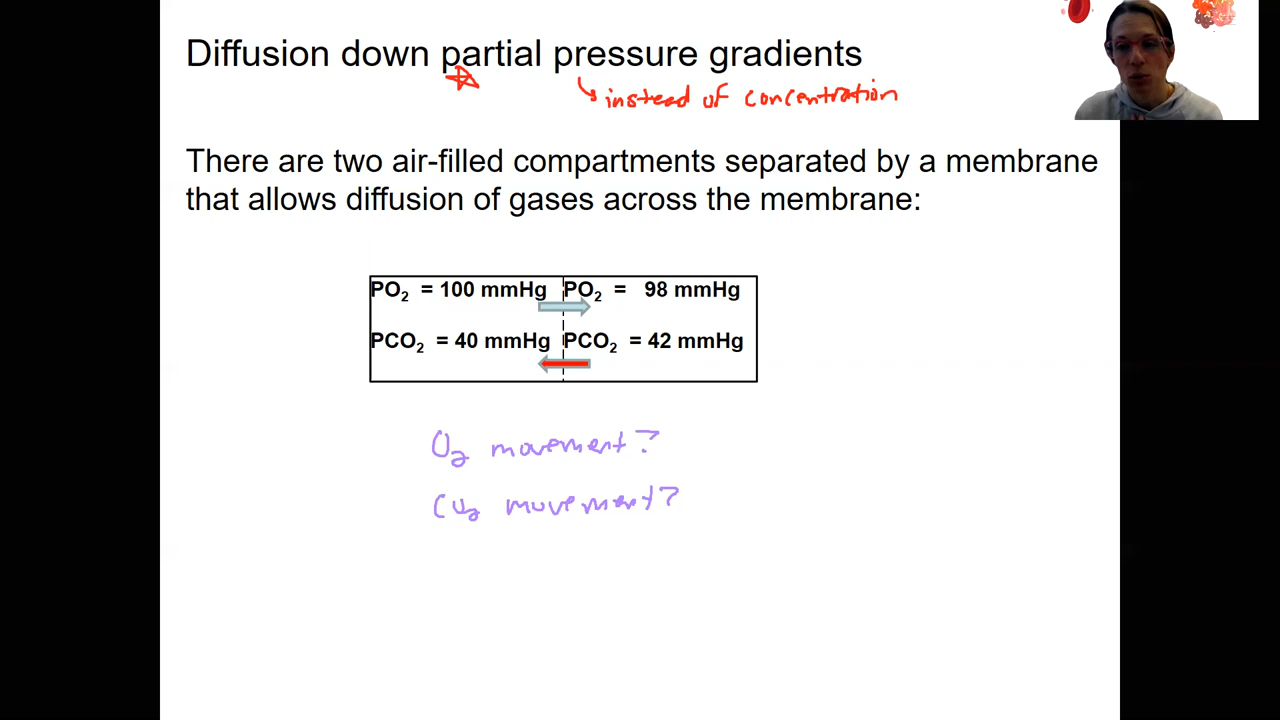 Diffusion down partial pressure gradients
instead of concentration
There are two air-filled compartments separated by a membrane
that allows diffusion of gases across the membrane:
PO₂ = 100 mmHg PO₂ = 98 mmHg
PCO₂ = 40 mmHg PCO₂ = 42 mmHg
O₂ movement?
CO₂ movement?